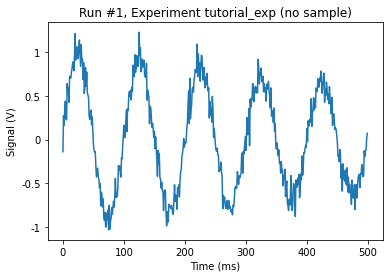 Run #1, Experiment tutorial_exp (no sample)
1
0.5
0
-0.5
-1
Signal (V)
0 100 200 300 400 500
Time (ms)